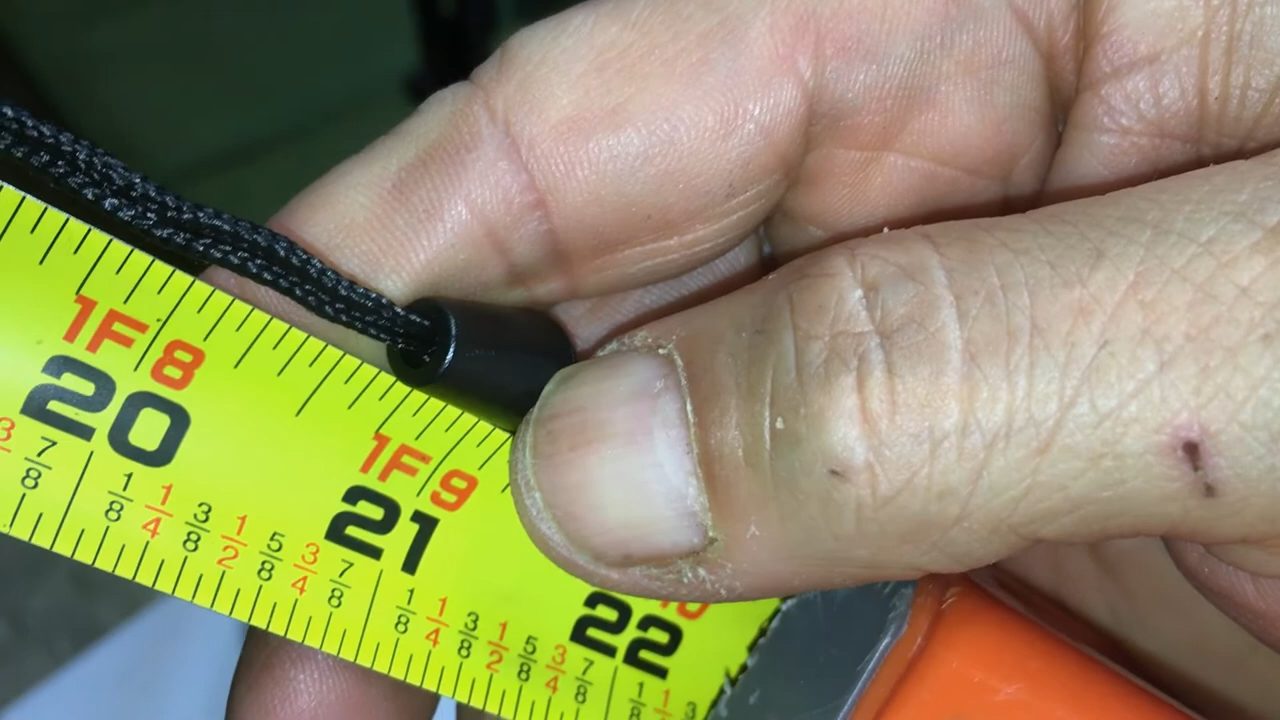 1F8
20
3/8 7/8 1/8 1/4 3/8 1/2 5/8 3/4 7/8
1F9
21
1/8 1/4 3/8 1/2 5/8 3/4 7/8
10
22
1/8